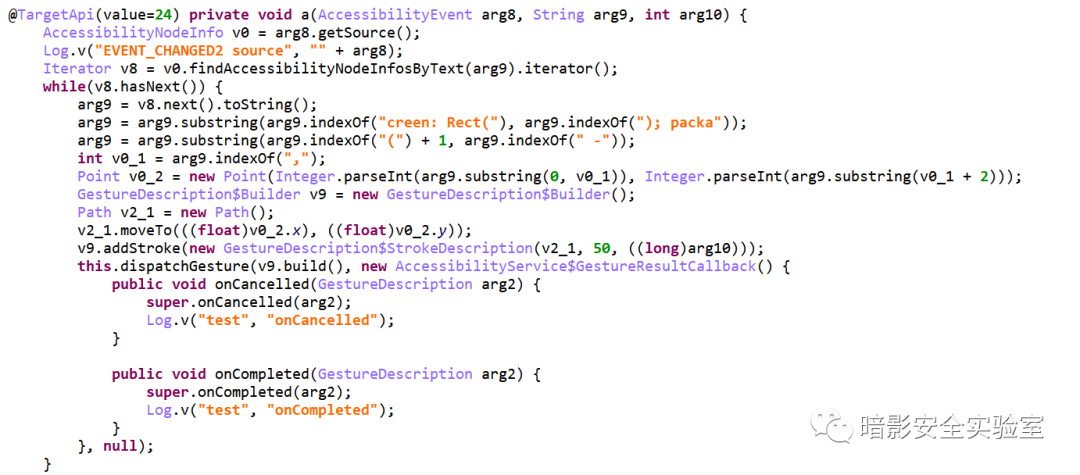 @TargetApi(value=24) private void a(AccessibilityEvent arg8, String arg9, int arg10) {
    AccessibilityNodeInfo v0 = arg8.getSource();
    Log.v("EVENT_CHANGED2 source", "" + arg8);
    Iterator v8 = v0.findAccessibilityNodeInfosByText(arg9).iterator();
    while(v8.hasNext()) {
        arg9 = v8.next().toString();
        arg9 = arg9.substring(arg9.indexOf("creen: Rect("), arg9.indexOf("); packa"));
        arg9 = arg9.substring(arg9.indexOf("(") + 1, arg9.indexOf(" -"));
        int v0_1 = arg9.indexOf(",");
        Point v0_2 = new Point(Integer.parseInt(arg9.substring(0, v0_1)), Integer.parseInt(arg9.substring(v0_1 + 2)));
        GestureDescription$Builder v9 = new GestureDescription$Builder();
        Path v2_1 = new Path();
        v2_1.moveTo(((float)v0_2.x), ((float)v0_2.y));
        v9.addStroke(new GestureDescription$StrokeDescription(v2_1, 50, ((long)arg10)));
        this.dispatchGesture(v9.build(), new AccessibilityService$GestureResultCallback() {
            public void onCancelled(GestureDescription arg2) {
                super.onCancelled(arg2);
                Log.v("test", "onCancelled");
            }

            public void onCompleted(GestureDescription arg2) {
                super.onCompleted(arg2);
                Log.v("test", "onCompleted");
            }
        }, null);
    }
暗影安全实验室